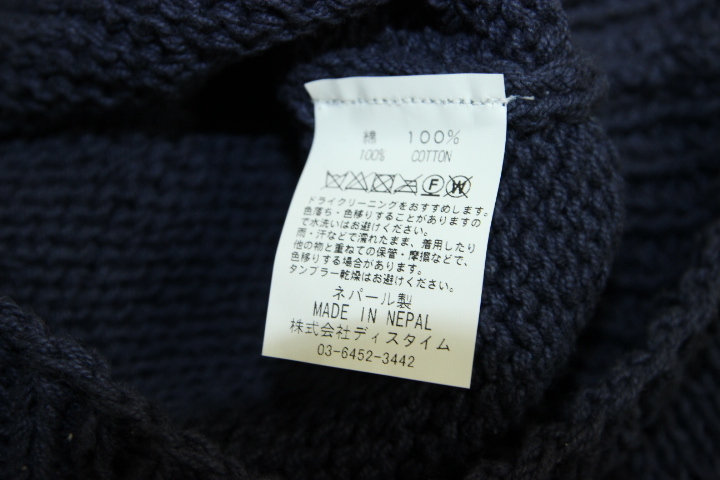 綿 100%
100% COTTON
F W
ドライクリーニングをおすすめします。
色落ち・色移りすることがありますの
で水洗いはお避けください。
雨・汗などで濡れたまま、着用したり
他の物と重ねての保管・摩擦などで、
色移りする場合があります。
タンブラー乾燥はお避けください。
ネパール製
MADE IN NEPAL
株式会社ディスタイム
03-6452-3442